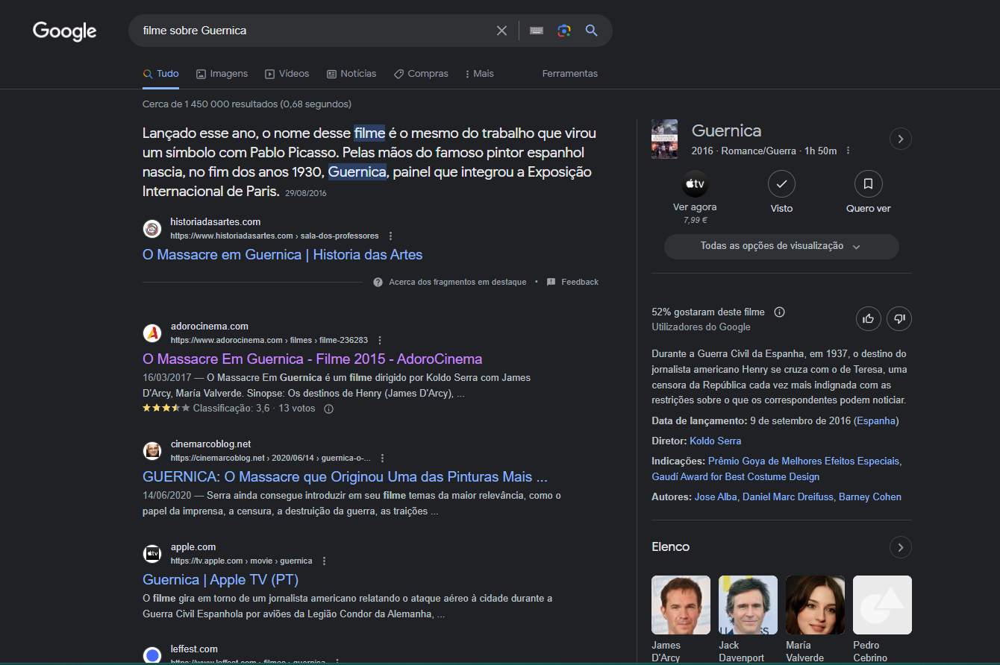 Google
filme sobre Guernica
Tudo
Imagens
Vídeos
Notícias
Compras
Mais
Ferramentas
Cerca de 1 450 000 resultados (0,68 segundos)
Lançado esse ano, o nome desse filme é o mesmo do trabalho que virou
um símbolo com Pablo Picasso. Pelas mãos do famoso pintor espanhol
nascia, no fim dos anos 1930, Guernica, painel que integrou a Exposição
Internacional de Paris. 29/08/2016
historiadasartes.com
https://www.historiadasartes.com › sala-dos-professores
O Massacre em Guernica | Historia das Artes
Acerca dos fragmentos em destaque • Feedback
adorocinema.com
https://www.adorocinema.com › filmes › filme-236283
O Massacre Em Guernica - Filme 2015 - AdoroCinema
16/03/2017 — O Massacre Em Guernica é um filme dirigido por Koldo Serra com James
D'Arcy, María Valverde. Sinopse: Os destinos de Henry (James D'Arcy), ...
Classificação: 3,6 · 13 votos
cinemarcoblog.net
https://cinemarcoblog.net › 2020/06/14 › guernica-o-...
GUERNICA: O Massacre que Originou Uma das Pinturas Mais ...
14/06/2020 — Serra ainda consegue introduzir em seu filme temas da maior relevância, como o
papel da imprensa, a censura, a destruição da guerra, as traições ...
apple.com
https://tv.apple.com › movie › guernica
Guernica | Apple TV (PT)
O filme gira em torno de um jornalista americano relatando o ataque aéreo à cidade durante a
Guerra Civil Espanhola por aviões da Legião Condor da Alemanha, ...
leffest.com
https://www.leffest.com › filmes › guernica
Guernica
2016 · Romance/Guerra · 1h 50m
tv
Ver agora
7,99 €
Visto
Quero ver
Todas as opções de visualização
52% gostaram deste filme
Utilizadores do Google
Durante a Guerra Civil da Espanha, em 1937, o destino do
jornalista americano Henry se cruza com o de Teresa, uma
censora da República cada vez mais indignada com as
restrições sobre o que os correspondentes podem noticiar.
Data de lançamento: 9 de setembro de 2016 (Espanha)
Diretor: Koldo Serra
Indicações: Prêmio Goya de Melhores Efeitos Especiais,
Gaudí Award for Best Costume Design
Autores: Jose Alba, Daniel Marc Dreifuss, Barney Cohen
Elenco
James
D'Arcy
Jack
Davenport
María
Valverde
Pedro
Cebrino